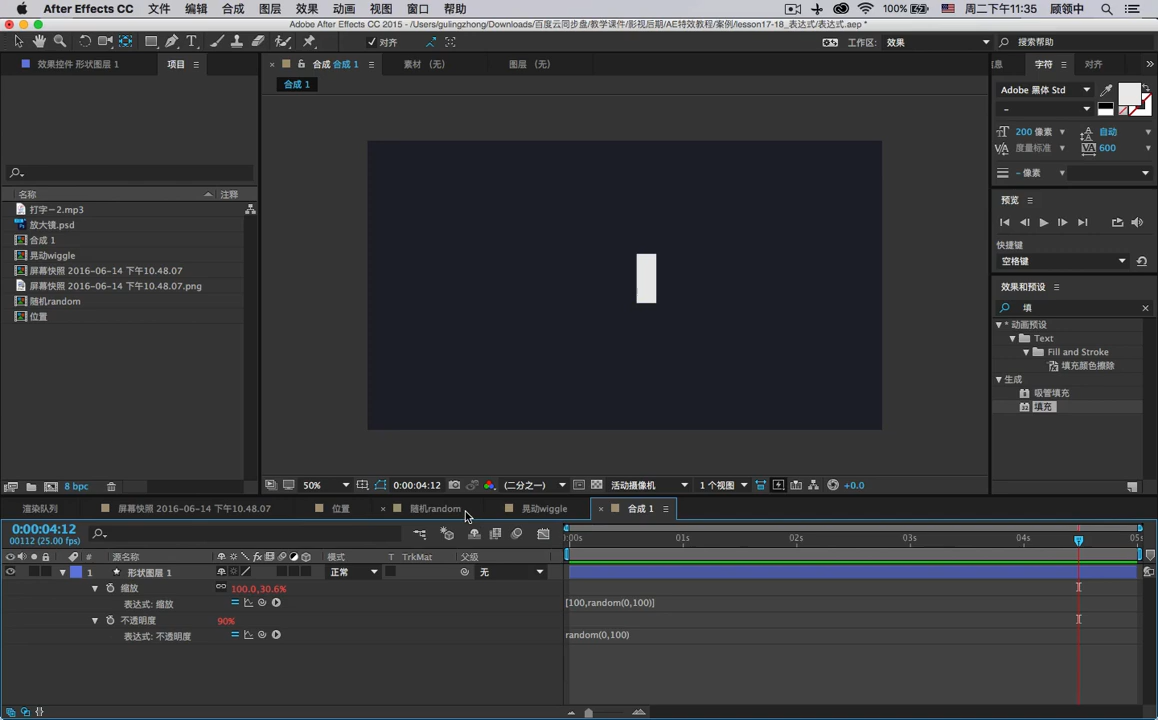 After Effects CC 文件 编辑 合成 图层 效果 动画 视图 窗口 帮助 100% 周二下午11:35 顾领中
Adobe After Effects CC 2015 - /Users/gulingzhong/Downloads/百度云同步盘/教学课件/影视后期/AE特效教程/案例/lesson17-18_表达式/表达式.aep *
对齐 工作区: 效果 搜索帮助
效果控件 形状图层 1 项目 合成 合成 1 素材 (无) 图层 (无) 息 字符 对齐
合成 1
Adobe 黑体 Std
-
200 像素 自动
度量标准 600
- 像素
名称 注释
打字-2.mp3
放大镜.psd
合成 1
晃动wiggle
屏幕快照 2016-06-14 下午10.48.07
屏幕快照 2016-06-14 下午10.48.07.png
随机random
位置
预览
快捷键
空格键
效果和预设
填
* 动画预设
Text
Fill and Stroke
填充颜色擦除
生成
吸管填充
填充
8 bpc 50% 0:00:04:12 (二分之一) 活动摄像机 1 个视图 +0.0
渲染队列 屏幕快照 2016-06-14 下午10.48.07 位置 随机random 晃动wiggle 合成 1
0:00:04:12
00112 (25.00 fps)
:00s 01s 02s 03s 04s 05s
# 源名称 模式 T TrkMat 父级
1 形状图层 1 正常 无
缩放 100.0,30.6%
表达式: 缩放 [100,random(0,100)]
不透明度 90%
表达式: 不透明度 random(0,100)